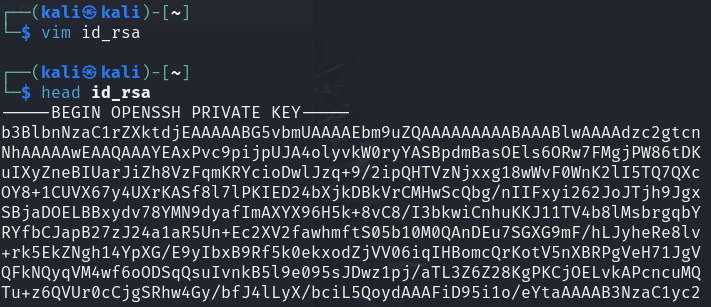 ┌──(kali㉿kali)-[~]
└─$ vim id_rsa
┌──(kali㉿kali)-[~]
└─$ head id_rsa
-----BEGIN OPENSSH PRIVATE KEY-----
b3BlbnNzaC1rZXktdjEAAAAABG5vbmUAAAAEbm9uZQAAAAAAAAABAAABlwAAAAdzc2gtcn
NhAAAAAwEAAQAAAYEAxPvc9pijpUJA4olyvkW0ryYASBpdmBasOEls6ORw7FMgjPW86tDK
uIXyZneBIUarJiZh8VzFqmKRYcioDwlJzq+9/2ipQHTVzNjxxg18wWvF0WnK2lI5TQ7QXc
OY8+1CUVX67y4UXrKASf8l7lPKIED24bXjkDBkVrCMHwScQbg/nIIFxyi262JoJTjh9Jgx
SBjaDOELBBxydv78YMN9dyafImAXYX96H5k+8vC8/I3bkwiCnhuKKJ11TV4b8lMsbrgqbY
RYfbCJapB27zJ24a1aR5Un+Ec2XV2fawhmftS05b10M0QAnDEu7SGXG9mF/hLJyheRe8lv
+rk5EkZNgh14YpXG/E9yIbxB9Rf5k0ekxodZjVV06iqIHBomcQrKotV5nXBRPgVeH71JgV
QFkNQyqVM4wf6oODSqQsuIvnkB5l9e095sJDwz1pj/aTL3Z6Z28KgPKCjOELvkAPcncuMQ
Tu+z6QVUr0cCjgSRhw4Gy/bfJ4lLyX/bciL5QoydAAAFiD95i1o/eYtaAAAAB3NzaC1yc2